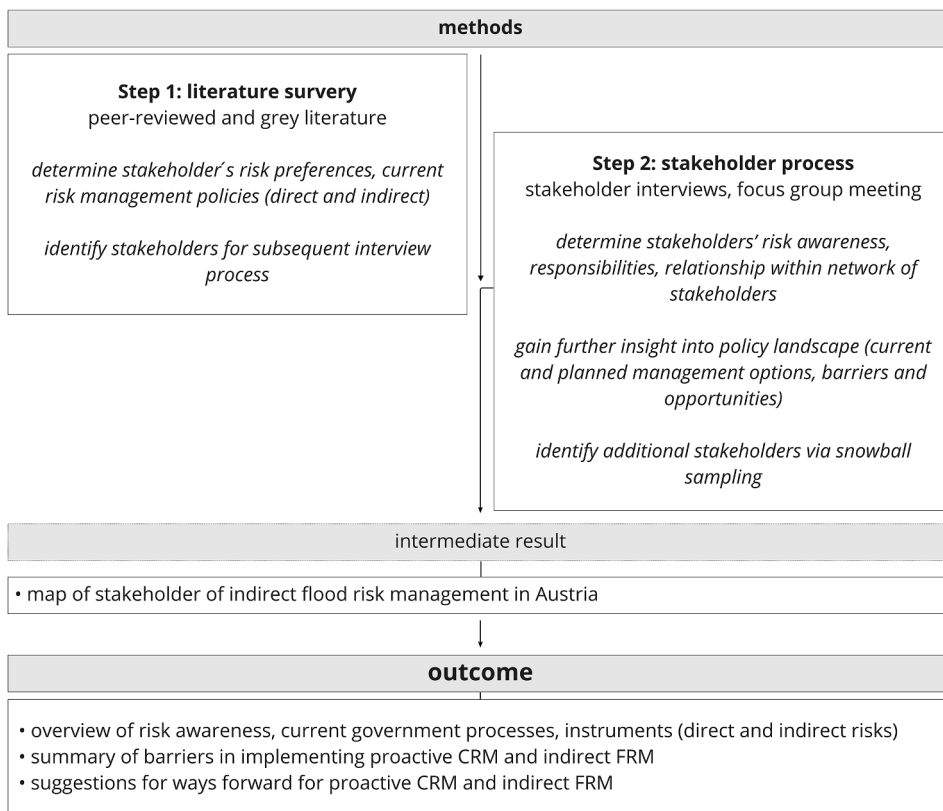 methods
Step 1: literature survery
peer-reviewed and grey literature
determine stakeholder´s risk preferences, current
risk management policies (direct and indirect)
identify stakeholders for subsequent interview
process
Step 2: stakeholder process
stakeholder interviews, focus group meeting
determine stakeholders’ risk awareness,
responsibilities, relationship within network of
stakeholders
gain further insight into policy landscape (current
and planned management options, barriers and
opportunities)
identify additional stakeholders via snowball
sampling
intermediate result
• map of stakeholder of indirect flood risk management in Austria
outcome
• overview of risk awareness, current government processes, instruments (direct and indirect risks)
• summary of barriers in implementing proactive CRM and indirect FRM
• suggestions for ways forward for proactive CRM and indirect FRM